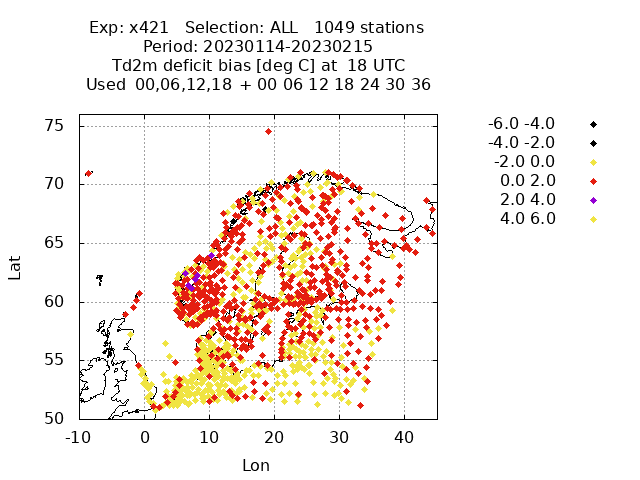 Exp: x421 Selection: ALL 1049 stations
Period: 20230114-20230215
Td2m deficit bias [deg C] at 18 UTC
Used 00,06,12,18 + 00 06 12 18 24 30 36
-6.0 -4.0
-4.0 -2.0
-2.0 0.0
0.0 2.0
2.0 4.0
4.0 6.0
75
70
65
60
55
50
Lat
-10 0 10 20 30 40
Lon